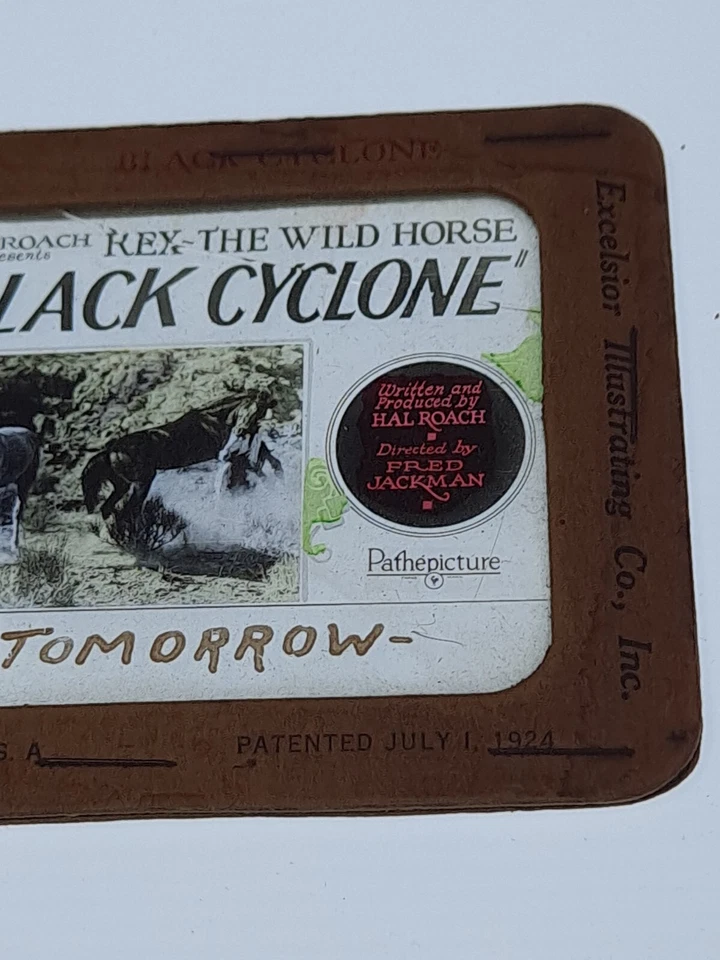 BLACK CYCLONE
ROACH REX-THE WILD HORSE
esents
LACK CYCLONE"
Written and
Produced by
HAL ROACH
Directed by
FRED
JACKMAN
Pathépicture
TOMORROW-
S. A. PATENTED JULY 1, 1924
Excelsior Illustrating Co., Inc.